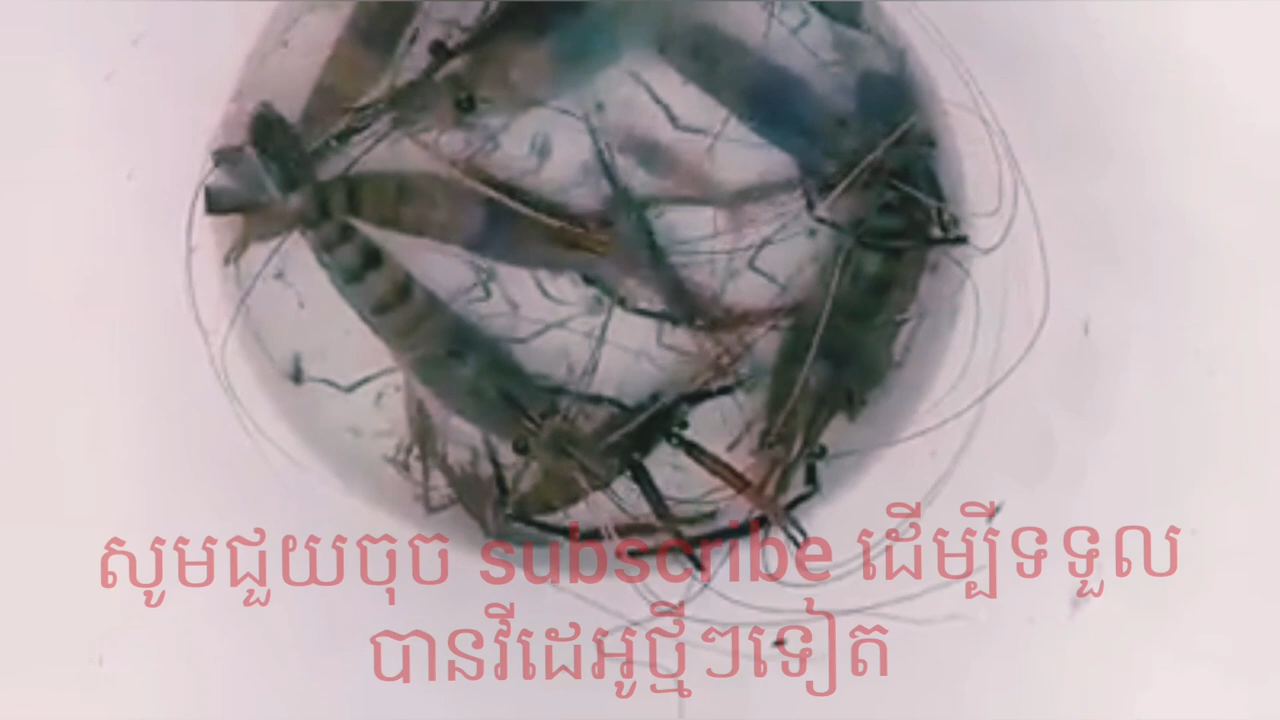 សូមជួយចុច subscribe ដើម្បីទទួល
បានវីដេអូថ្មីៗទៀត